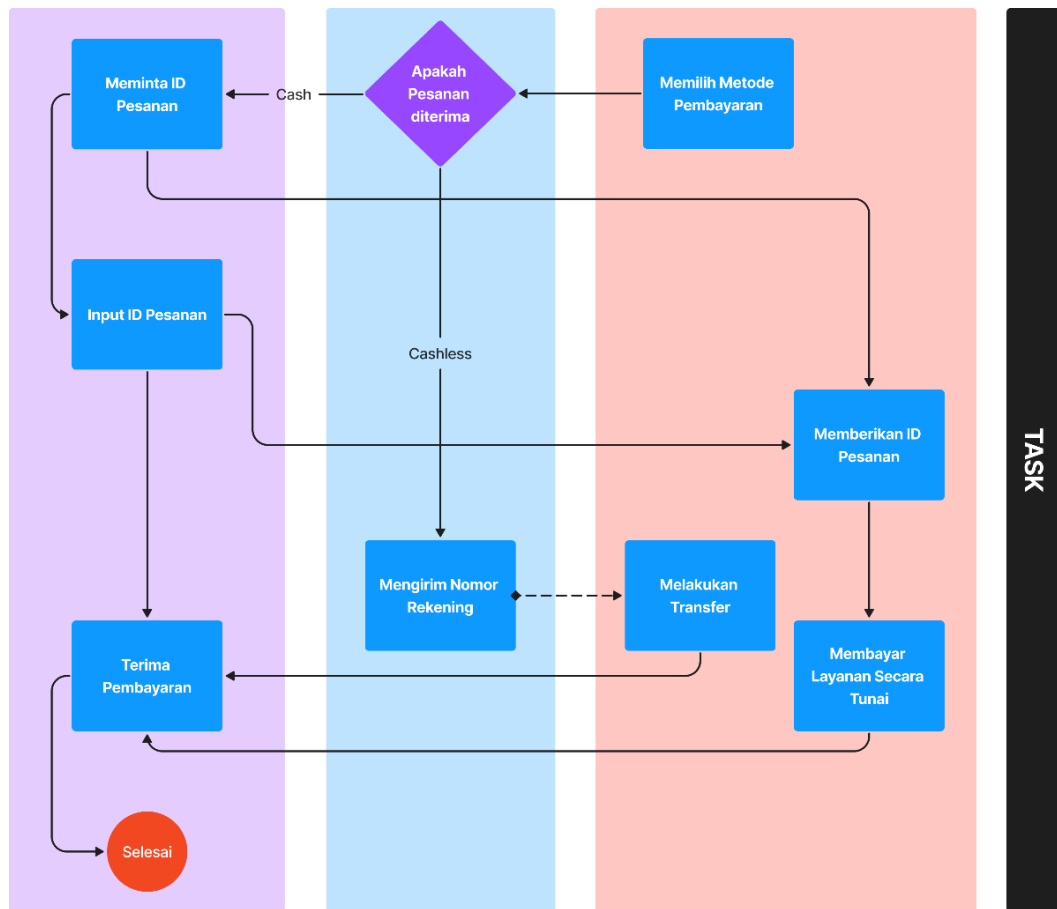 Meminta ID
Pesanan
Cash
Apakah
Pesanan
diterima
Memilih Metode
Pembayaran
Input ID Pesanan
Cashless
Memberikan ID
Pesanan
TASK
Mengirim Nomor
Rekening
Melakukan
Transfer
Terima
Pembayaran
Membayar
Layanan Secara
Tunai
Selesai